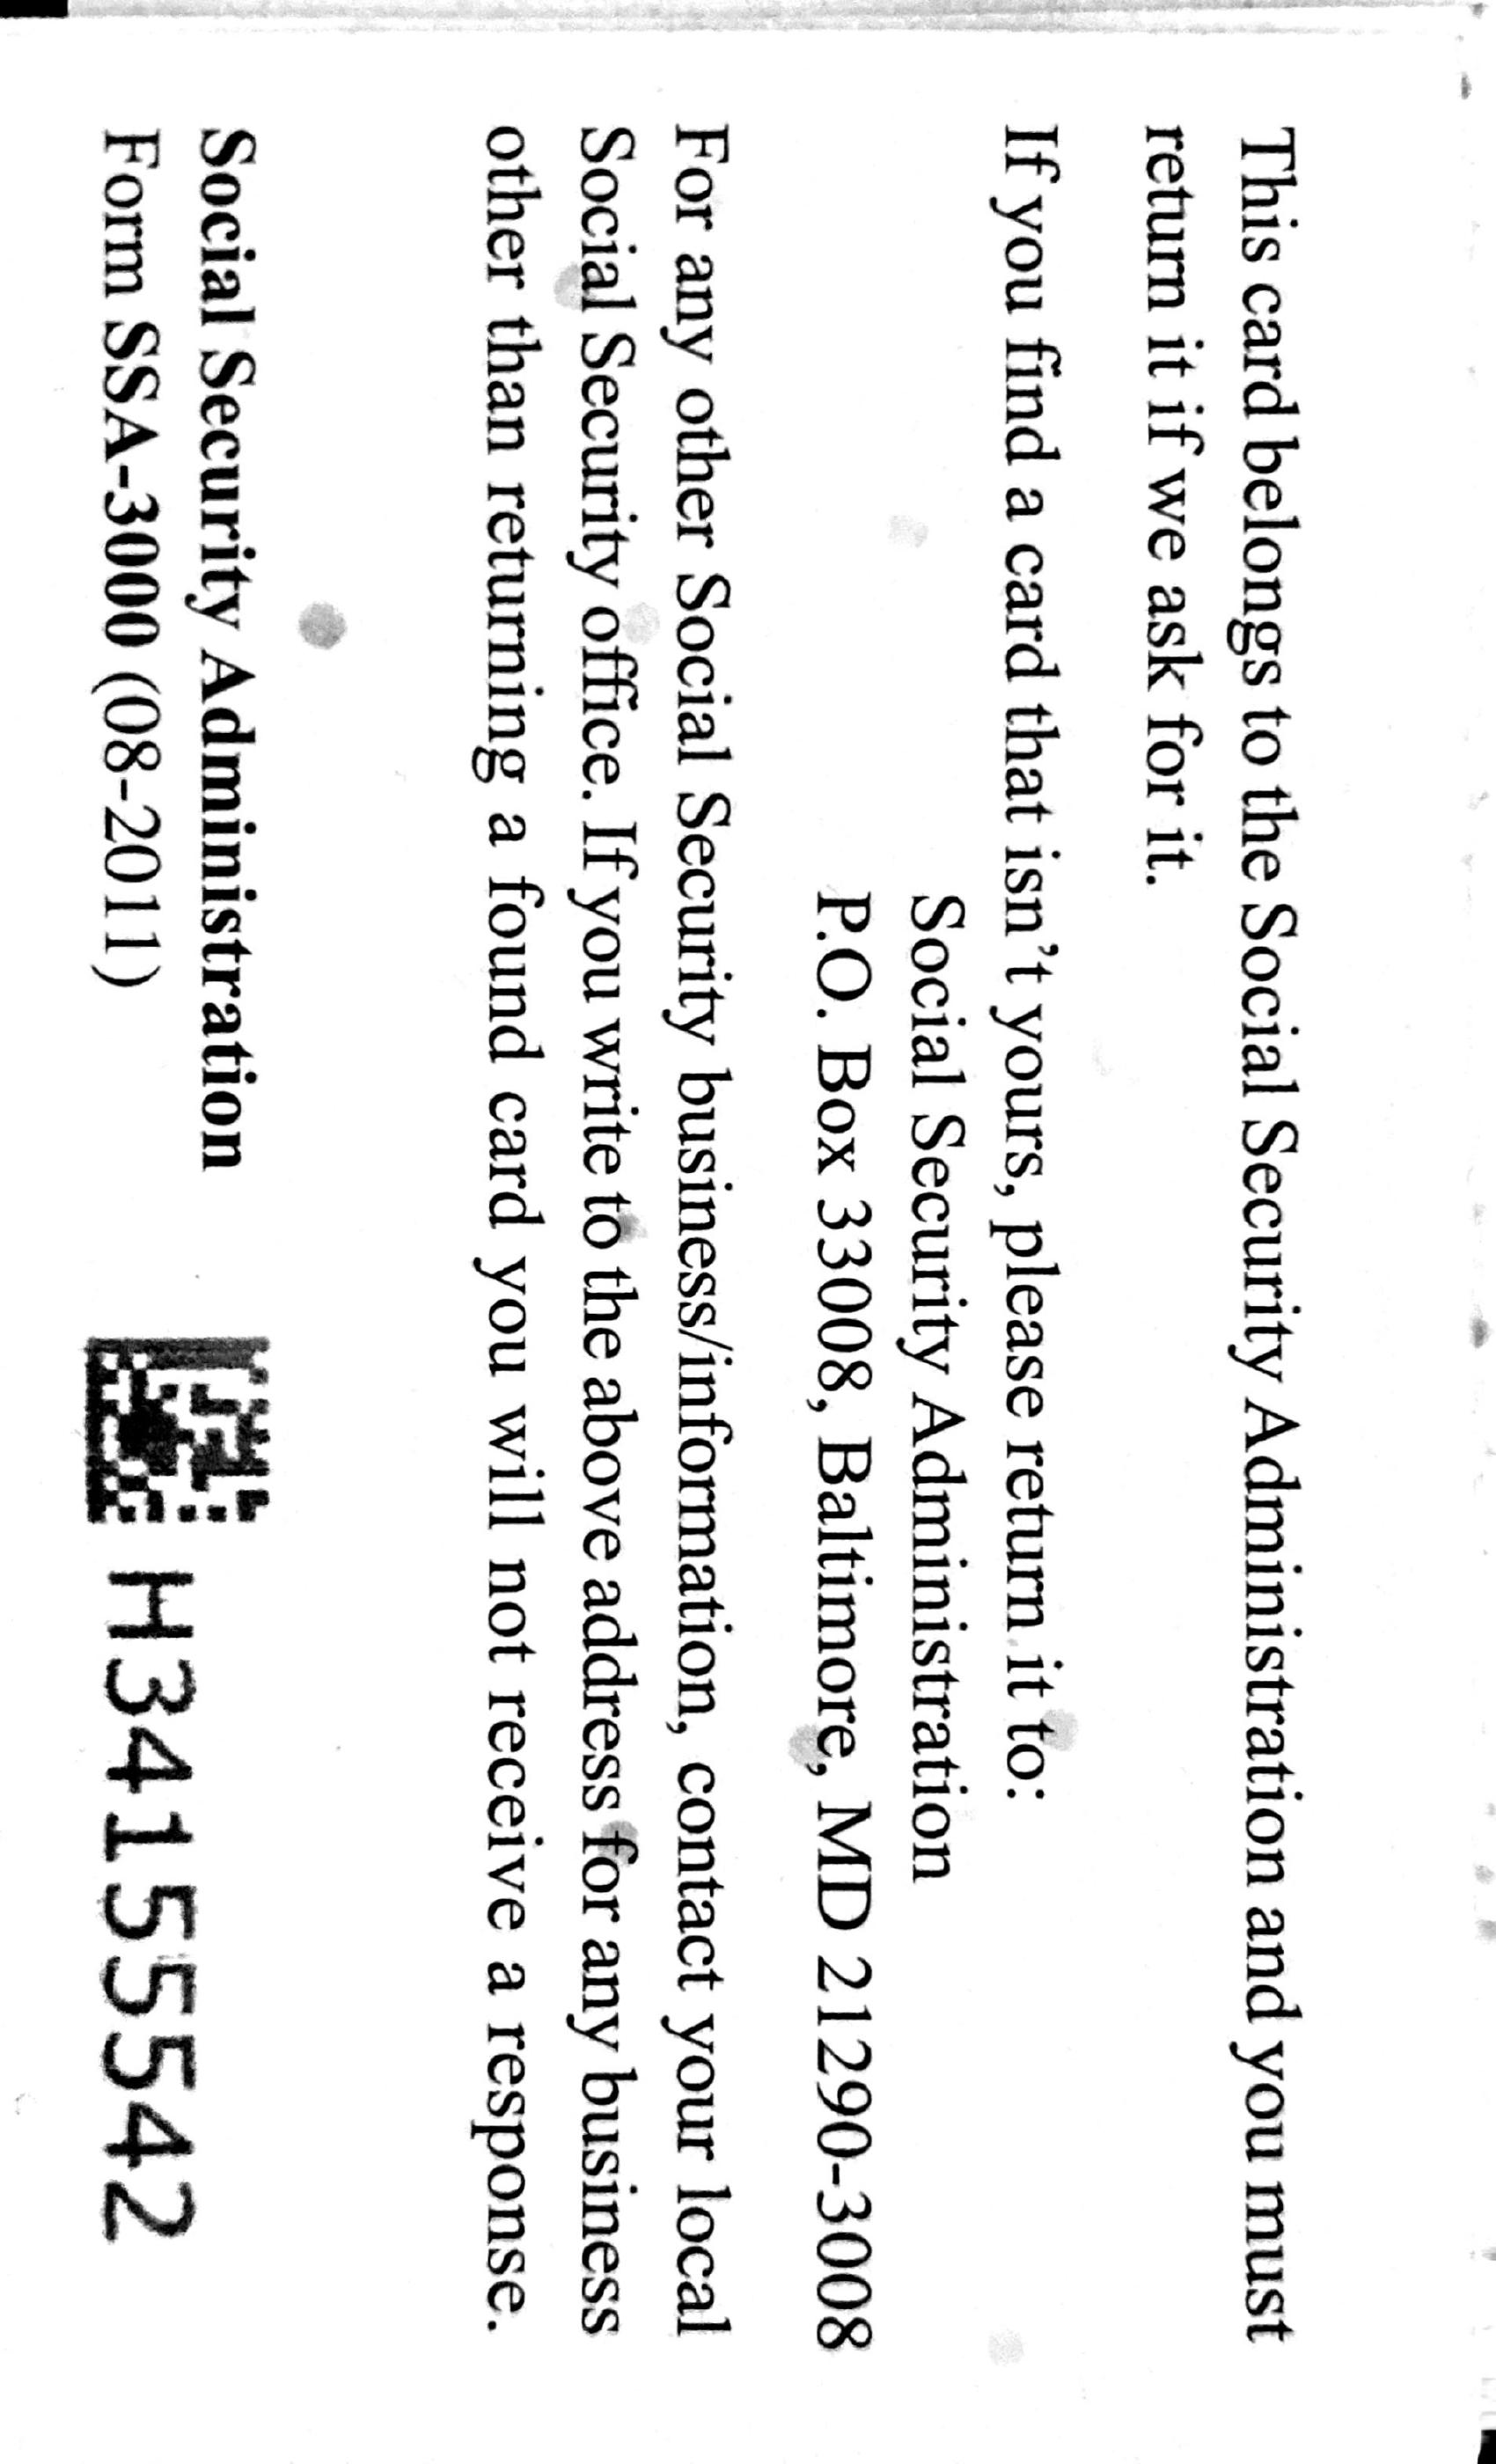 This card belongs to the Social Security Administration and you must
return it if we ask for it.
If you find a card that isn't yours, please return it to:
Social Security Administration
P.O. Box 33008, Baltimore, MD 21290-3008
For any other Social Security business/information, contact your local
Social Security office. If you write to the above address for any business
other than returning a found card you will not receive a response.
Social Security Administration
Form SSA-3000 (08-2011)
H34155542